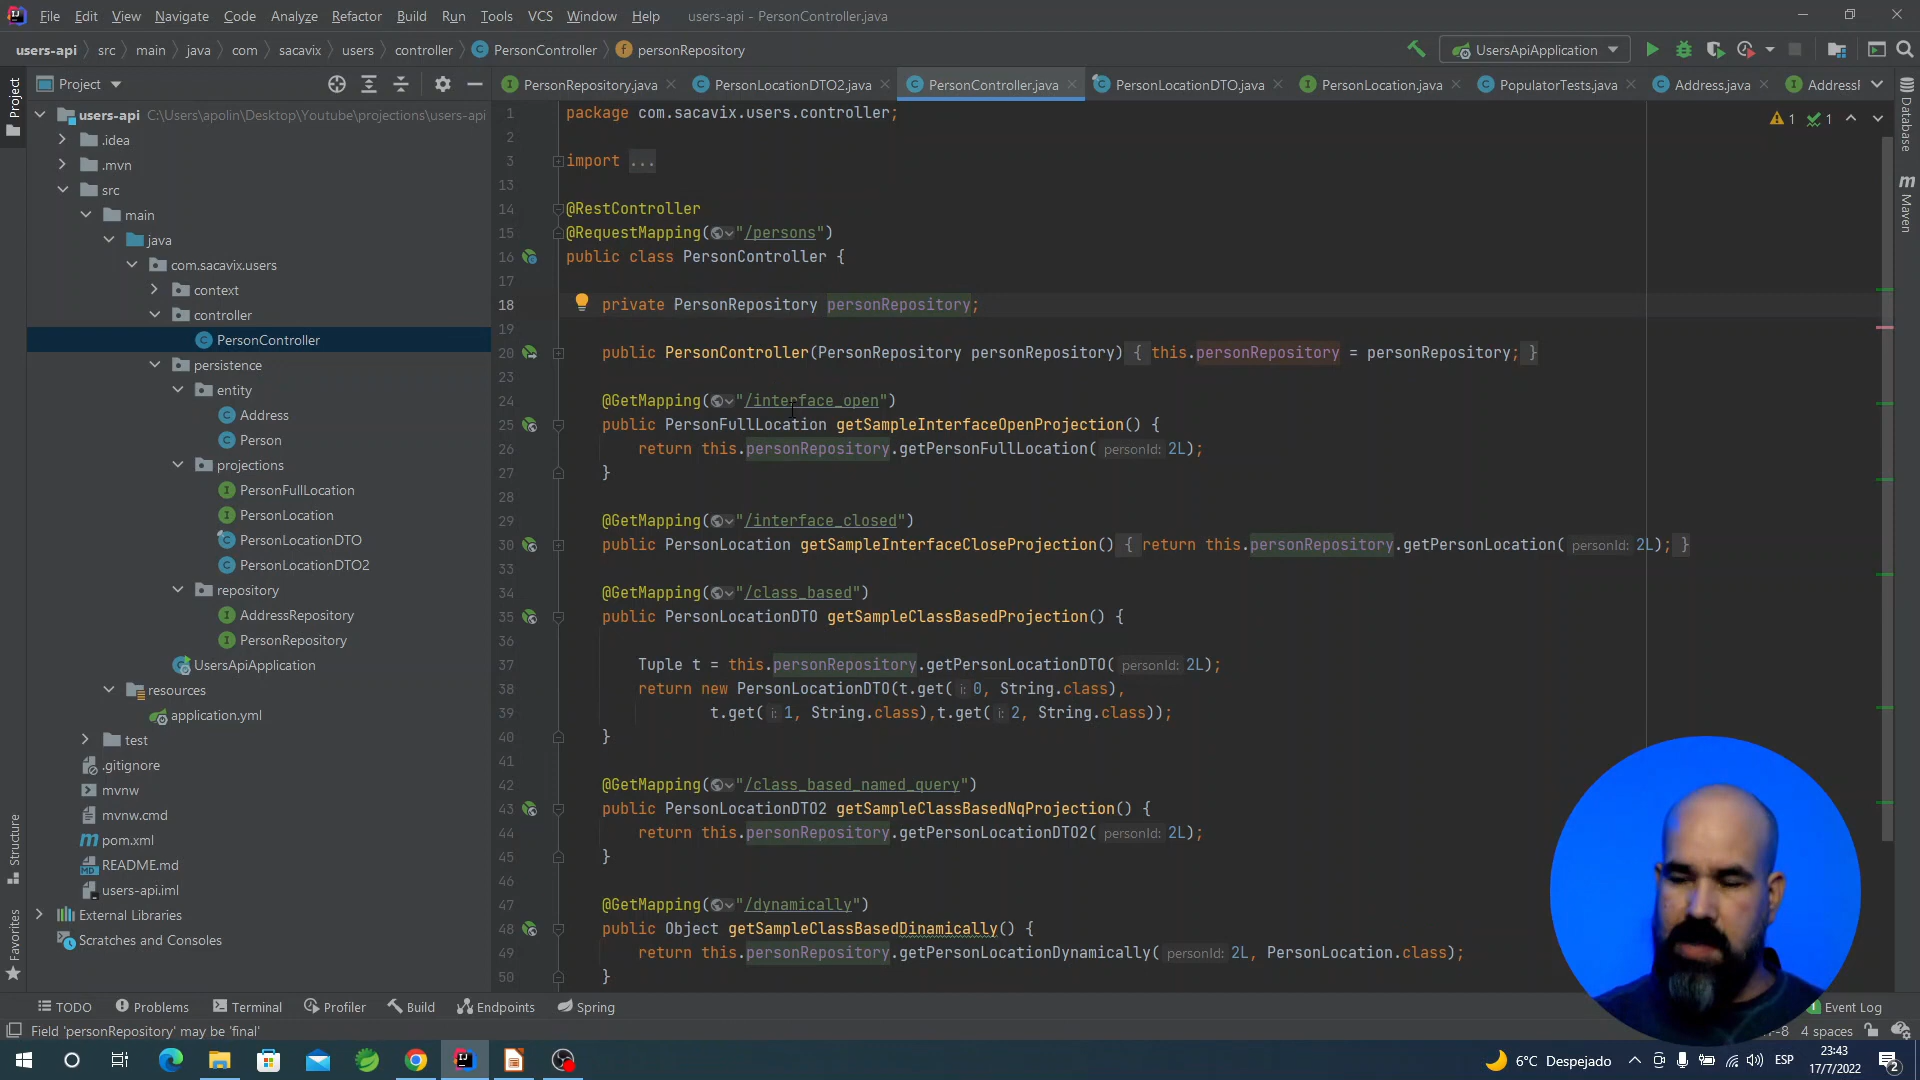 File Edit View Navigate Code Analyze Refactor Build Run Tools VCS Window Help users-api - PersonController.java
users-api src main java com sacavix users controller PersonController personRepository UsersApiApplication
Project
PersonRepository.java PersonLocationDTO2.java PersonController.java PersonLocationDTO.java PersonLocation.java PopulatorTests.java Address.java
Project
users-api C:\Users\apolin\Desktop\Youtube\projections\users-api
.idea
.mvn
src
main
java
com.sacavix.users
context
controller
PersonController
persistence
entity
Address
Person
projections
PersonFullLocation
PersonLocation
PersonLocationDTO
PersonLocationDTO2
repository
AddressRepository
PersonRepository
UsersApiApplication
resources
application.yml
test
.gitignore
mvnw
mvnw.cmd
pom.xml
README.md
users-api.iml
External Libraries
Scratches and Consoles
Structure
Favorites
1 package com.sacavix.users.controller;
2
3 import ...
13
14 @RestController
15 @RequestMapping("/persons")
16 public class PersonController {
17
18 private PersonRepository personRepository;
19
20 public PersonController(PersonRepository personRepository) { this.personRepository = personRepository; }
23
24 @GetMapping("/interface_open")
25 public PersonFullLocation getSampleInterfaceOpenProjection() {
26 return this.personRepository.getPersonFullLocation( personId: 2L);
27 }
28
29 @GetMapping("/interface_closed")
30 public PersonLocation getSampleInterfaceCloseProjection() { return this.personRepository.getPersonLocation( personId: 2L); }
33
34 @GetMapping("/class_based")
35 public PersonLocationDTO getSampleClassBasedProjection() {
36
37 Tuple t = this.personRepository.getPersonLocationDTO( personId: 2L);
38 return new PersonLocationDTO(t.get( i: 0, String.class),
39 t.get( i: 1, String.class),t.get( i: 2, String.class));
40 }
41
42 @GetMapping("/class_based_named_query")
43 public PersonLocationDTO2 getSampleClassBasedNqProjection() {
44 return this.personRepository.getPersonLocationDTO2( personId: 2L);
45 }
46
47 @GetMapping("/dynamically")
48 public Object getSampleClassBasedDinamically() {
49 return this.personRepository.getPersonLocationDynamically( personId: 2L, PersonLocation.class);
50 }
1 1
Database
Maven
TODO Problems Terminal Profiler Build Endpoints Spring Event Log
Field 'personRepository' may be 'final' 4 spaces
6°C Despejado ESP 23:43
17/7/2022 2